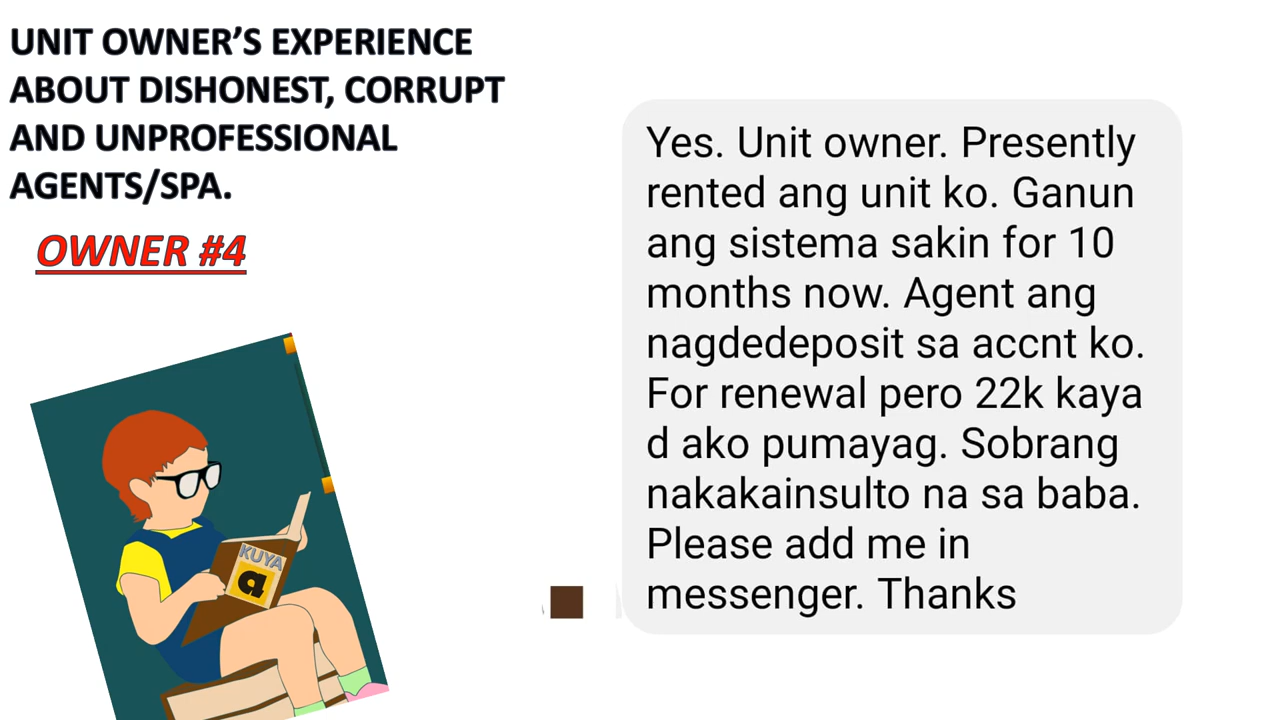 UNIT OWNER’S EXPERIENCE
ABOUT DISHONEST, CORRUPT
AND UNPROFESSIONAL
AGENTS/SPA.
OWNER #4
KUYA
a
Yes. Unit owner. Presently
rented ang unit ko. Ganun
ang sistema sakin for 10
months now. Agent ang
nagdedeposit sa accnt ko.
For renewal pero 22k kaya
d ako pumayag. Sobrang
nakakainsulto na sa baba.
Please add me in
messenger. Thanks